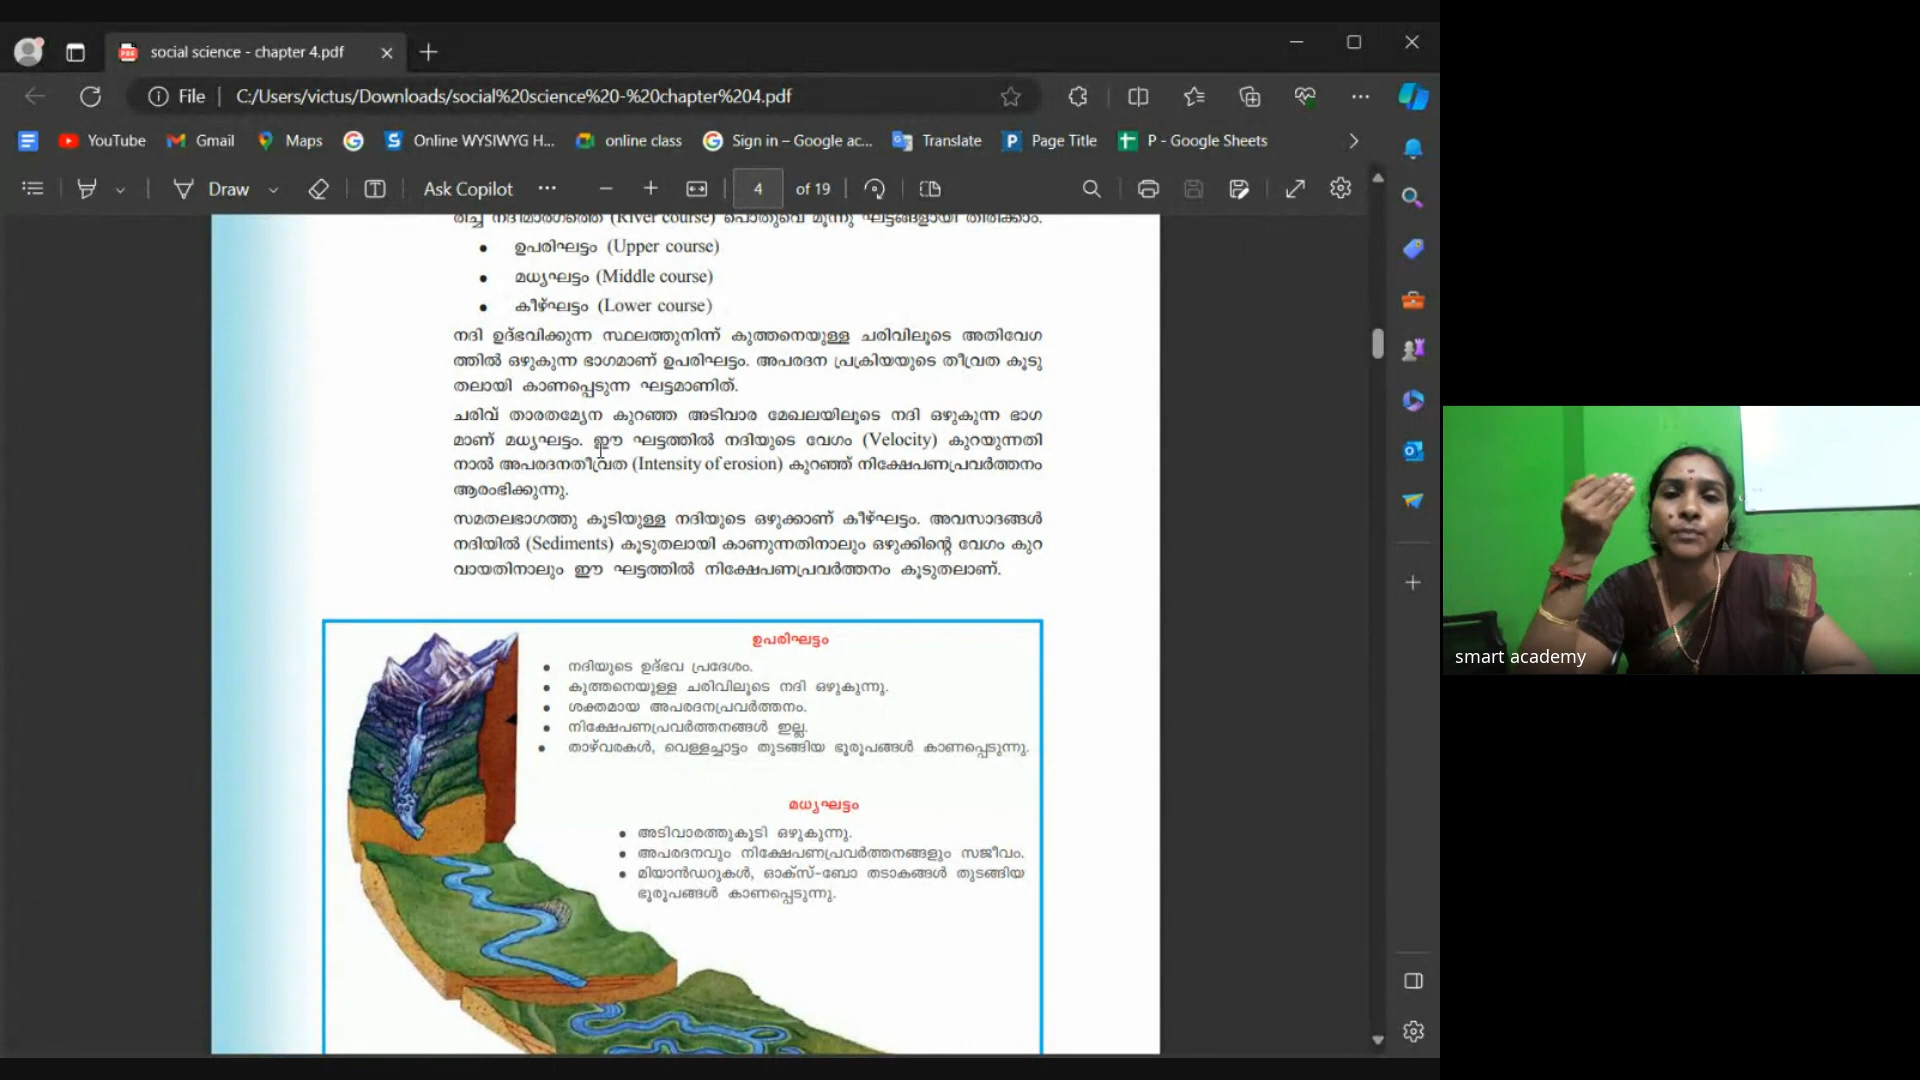 social science - chapter 4.pdf
File
C:/Users/victus/Downloads/social%20science%20-%20chapter%204.pdf
YouTube Gmail Maps Online WYSIWYG H... online class Sign in – Google ac... Translate Page Title P - Google Sheets
Draw Ask Copilot 4 of 19
രിച്ച് നദീമാർഗത്തെ (River course) പൊതുവെ മൂന്നു ഘട്ടങ്ങളായി തിരിക്കാം.
• ഉപരിഘട്ടം (Upper course)
• മധ്യഘട്ടം (Middle course)
• കീഴ്ഘട്ടം (Lower course)
നദി ഉദ്ഭവിക്കുന്ന സ്ഥലത്തുനിന്ന് കുത്തനെയുള്ള ചരിവിലൂടെ അതിവേഗ
ത്തിൽ ഒഴുകുന്ന ഭാഗമാണ് ഉപരിഘട്ടം. അപരദന പ്രക്രിയയുടെ തീവ്രത കൂടു
തലായി കാണപ്പെടുന്ന ഘട്ടമാണിത്.
ചരിവ് താരതമ്യേന കുറഞ്ഞ അടിവാര മേഖലയിലൂടെ നദി ഒഴുകുന്ന ഭാഗ
മാണ് മധ്യഘട്ടം. ഈ ഘട്ടത്തിൽ നദിയുടെ വേഗം (Velocity) കുറയുന്നതി
നാൽ അപരദനതീവ്രത (Intensity of erosion) കുറഞ്ഞ് നിക്ഷേപണപ്രവർത്തനം
ആരംഭിക്കുന്നു.
സമതലഭാഗത്തു കൂടിയുള്ള നദിയുടെ ഒഴുക്കാണ് കീഴ്ഘട്ടം. അവസാദങ്ങൾ
നദിയിൽ (Sediments) കൂടുതലായി കാണുന്നതിനാലും ഒഴുക്കിന്റെ വേഗം കുറ
വായതിനാലും ഈ ഘട്ടത്തിൽ നിക്ഷേപണപ്രവർത്തനം കൂടുതലാണ്.
ഉപരിഘട്ടം
• നദിയുടെ ഉദ്ഭവ പ്രദേശം.
• കുത്തനെയുള്ള ചരിവിലൂടെ നദി ഒഴുകുന്നു.
• ശക്തമായ അപരദനപ്രവർത്തനം.
• നിക്ഷേപണപ്രവർത്തനങ്ങൾ ഇല്ല.
• താഴ്വരകൾ, വെള്ളച്ചാട്ടം തുടങ്ങിയ ഭൂരൂപങ്ങൾ കാണപ്പെടുന്നു.
മധ്യഘട്ടം
• അടിവാരത്തുകൂടി ഒഴുകുന്നു.
• അപരദനവും നിക്ഷേപണപ്രവർത്തനങ്ങളും സജീവം.
• മിയാൻഡറുകൾ, ഓക്സ്-ബോ തടാകങ്ങൾ തുടങ്ങിയ
ഭൂരൂപങ്ങൾ കാണപ്പെടുന്നു.
smart academy